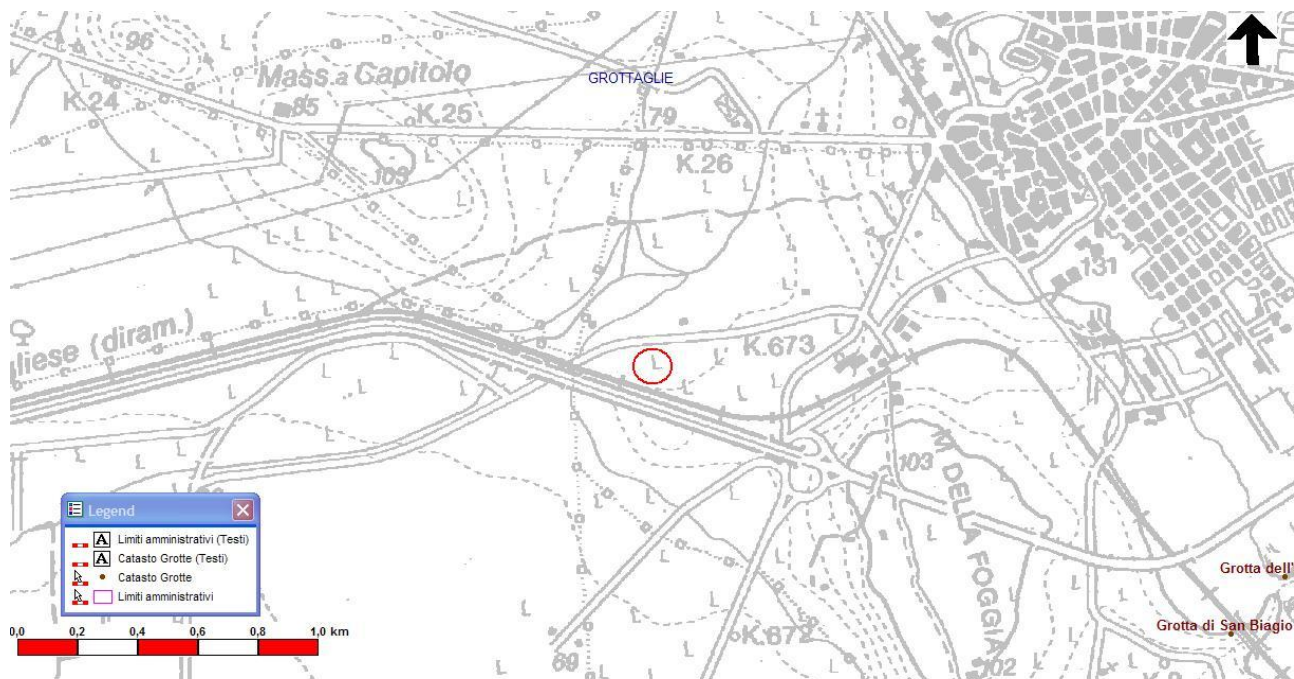 96
Mass.a Capitolo
GROTTAGLIE
K.24
85
K.25
79
105
K.26
131
gliese (diram.)
K.673
103
M. DELLA FOGGIA
Legend
A Limiti amministrativi (Testi)
A Catasto Grotte (Testi)
Catasto Grotte
Limiti amministrativi
Grotta dell'
Grotta di San Biagio
K.672
69
102
0,0 0,2 0,4 0,6 0,8 1,0 km